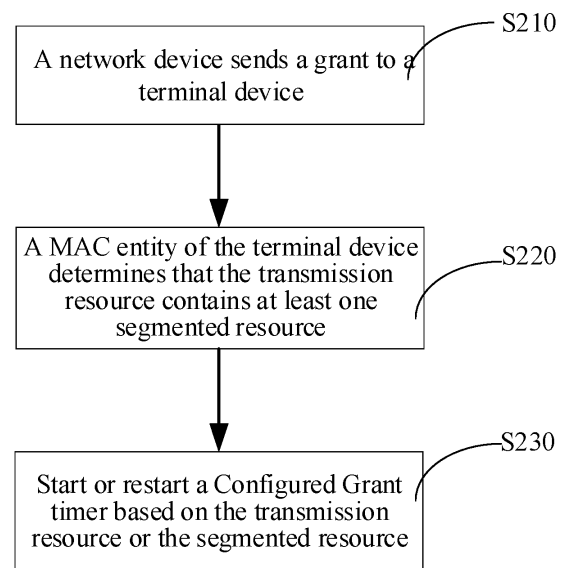 S210
A network device sends a grant to a
terminal device
S220
A MAC entity of the terminal device
determines that the transmission
resource contains at least one
segmented resource
S230
Start or restart a Configured Grant
timer based on the transmission
resource or the segmented resource